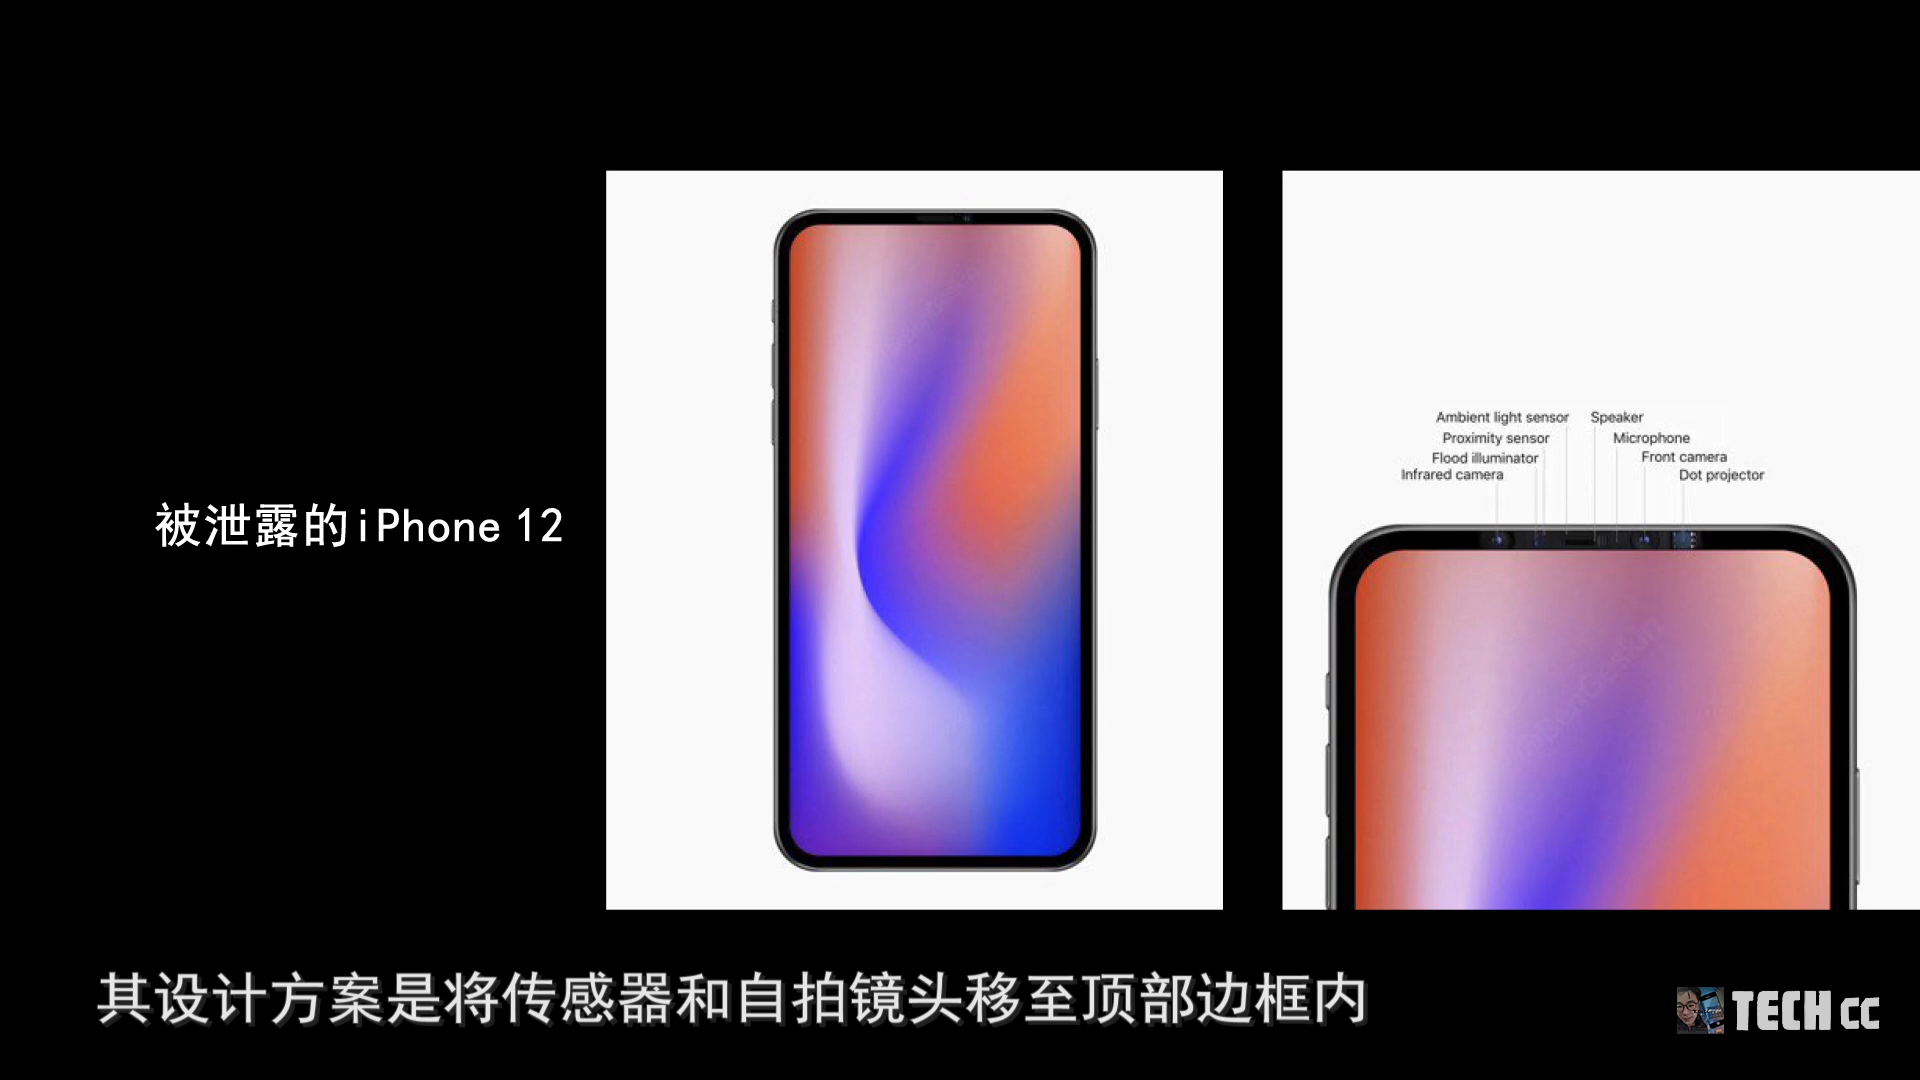 被泄露的iPhone 12
Ambient light sensor Speaker
Proximity sensor Microphone
Flood illuminator Front camera
Infrared camera Dot projector
其设计方案是将传感器和自拍镜头移至顶部边框内
TECH cc